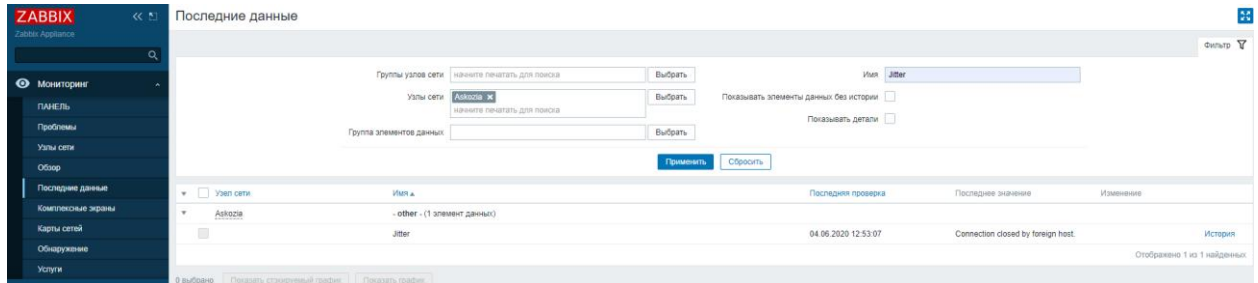 ZABBIX
Последние данные
Zabbix Appliance
Фильтр
Мониторинг
ПАНЕЛЬ
Проблемы
Узлы сети
Обзор
Последние данные
Комплексные экраны
Карты сетей
Обнаружение
Услуги
Группы узлов сети начните печатать для поиска Выбрать
Имя Jitter
Узлы сети Askozia начните печатать для поиска Выбрать
Показывать элементы данных без истории
Показывать детали
Группа элементов данных Выбрать
Применить Сбросить
Узел сети Имя Последняя проверка Последнее значение Изменение
Askozia - other - (1 элемент данных)
Jitter 04.06.2020 12:53:07 Connection closed by foreign host. История
Отображено 1 из 1 найденных
0 выбрано Показать стэкируемый график Показать график